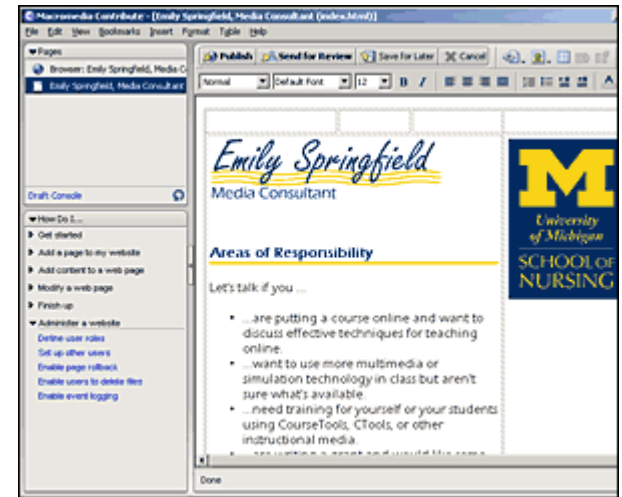 Macromedia Contribute - [Emily Springfield, Media Consultant (index.html)]
File Edit View Bookmarks Insert Format Table Help
Pages
Browser: Emily Springfield, Media C
Emily Springfield, Media Consultant
Draft Console
How Do I...
Get started
Add a page to my website
Add content to a web page
Modify a web page
Finish up
Administer a website
Define user roles
Set up other users
Enable page rollback
Enable users to delete files
Enable event logging
Publish Send for Review Save for Later Cancel
Normal Default Font 12 B I A
Emily Springfield
Media Consultant
M
University
of Michigan
SCHOOL OF
NURSING
Areas of Responsibility
Let's talk if you ...
• ...are putting a course online and want to
discuss effective techniques for teaching
online.
• ...want to use more multimedia or
simulation technology in class but aren't
sure what's available.
• ...need training for yourself or your students
using CourseTools, CTools, or other
instructional media.
• ...are writing a grant and would like some
Done